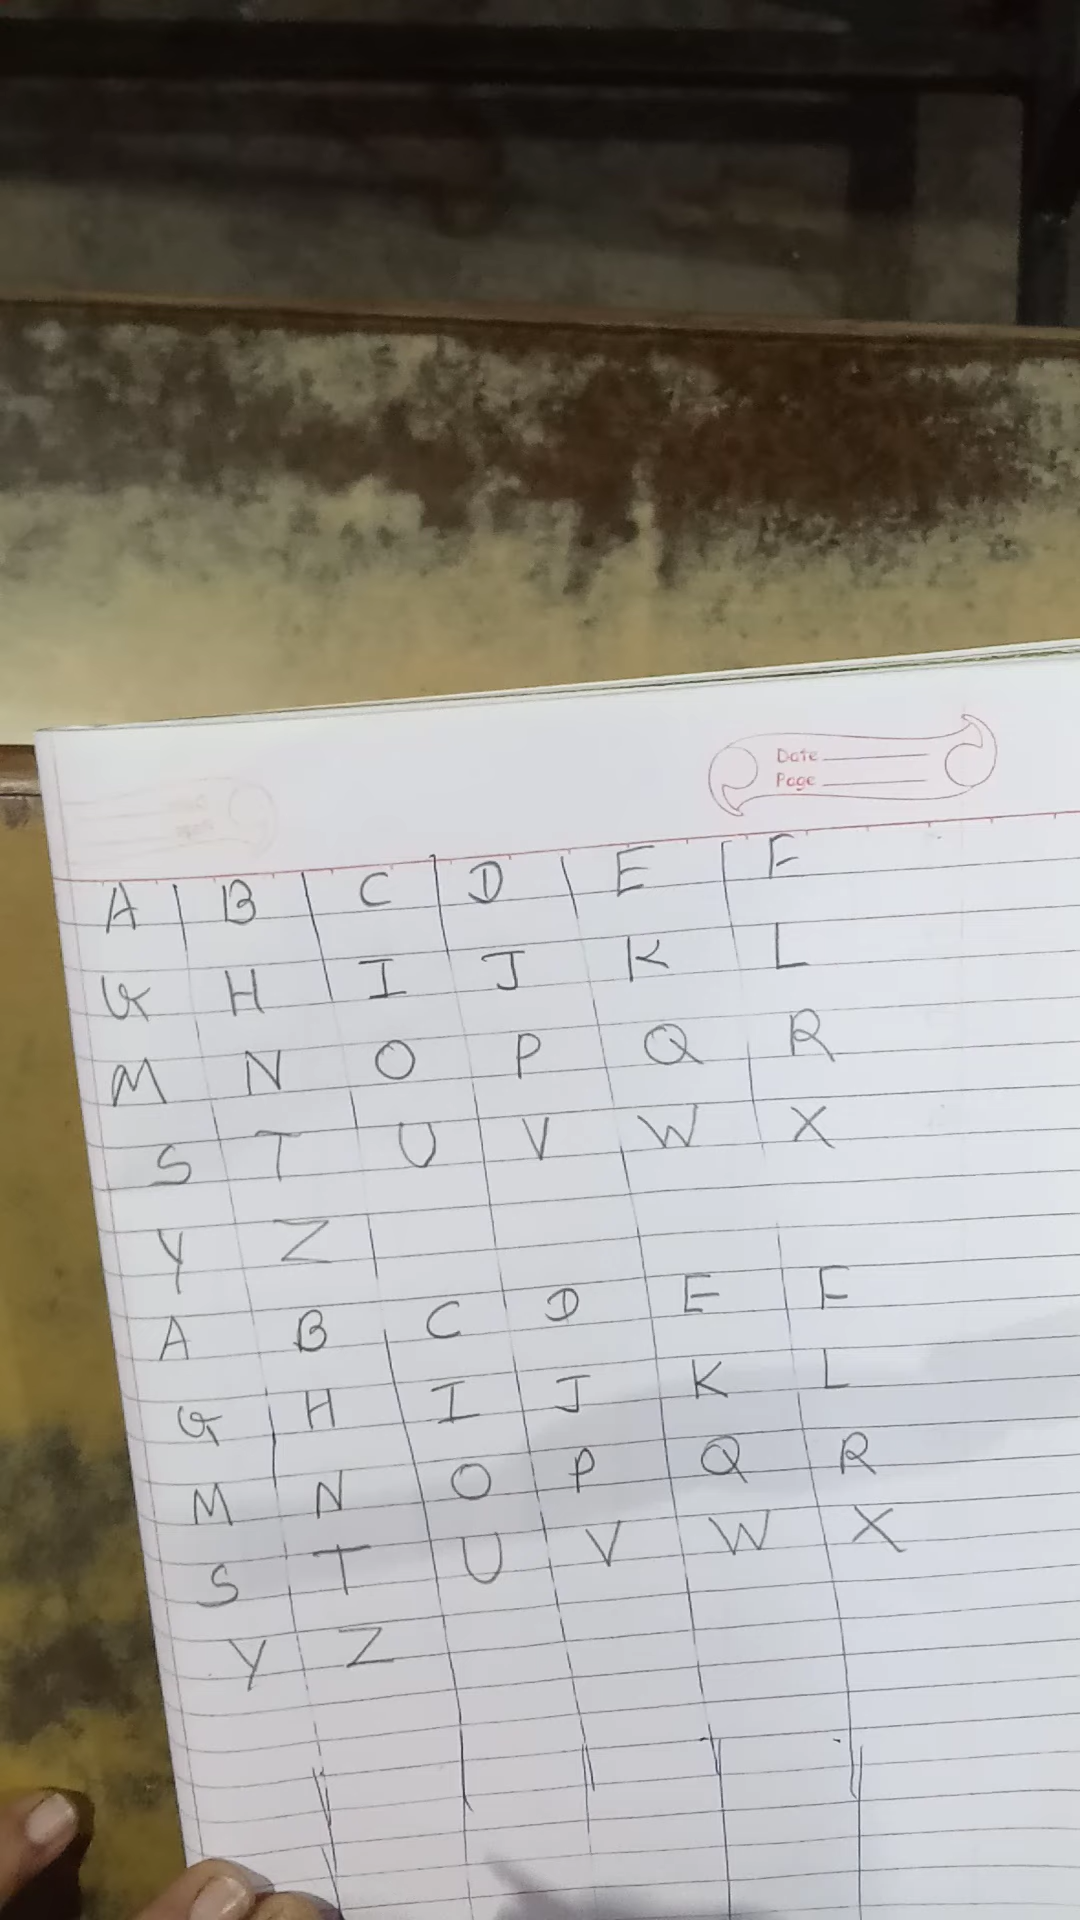 Date
Page
A B C D E F
G H I J K L
M N O P Q R
S T U V W X
Y Z
A B C D E F
G H I J K L
M N O P Q R
S T U V W X
Y Z